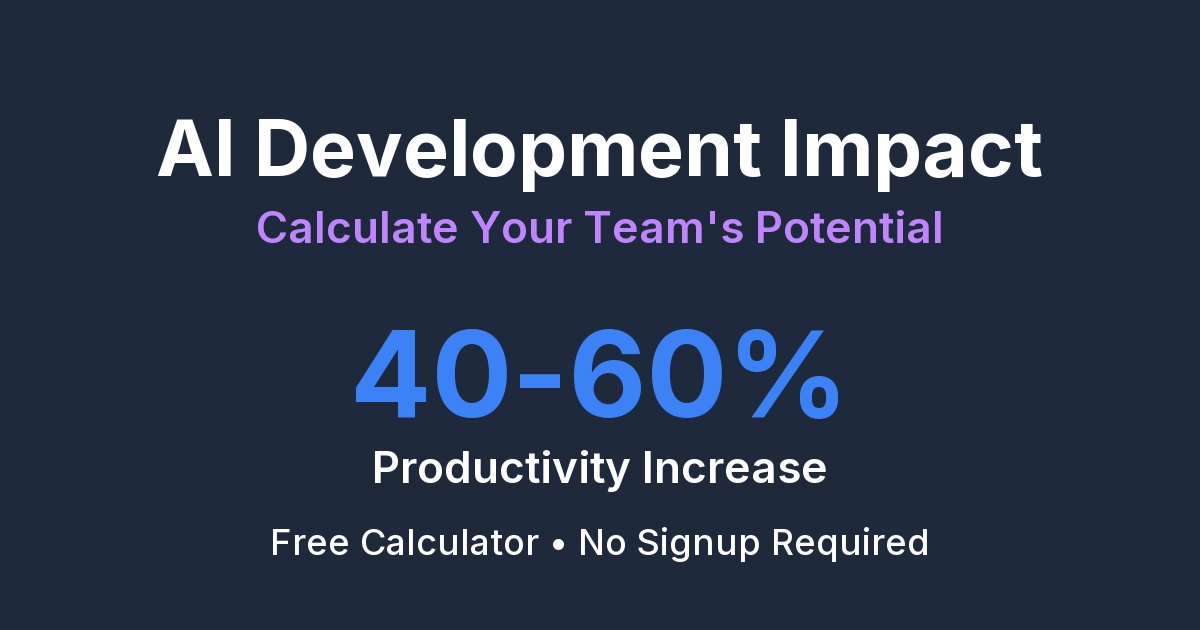 AI Development Impact
Calculate Your Team's Potential
40-60%
Productivity Increase
Free Calculator • No Signup Required